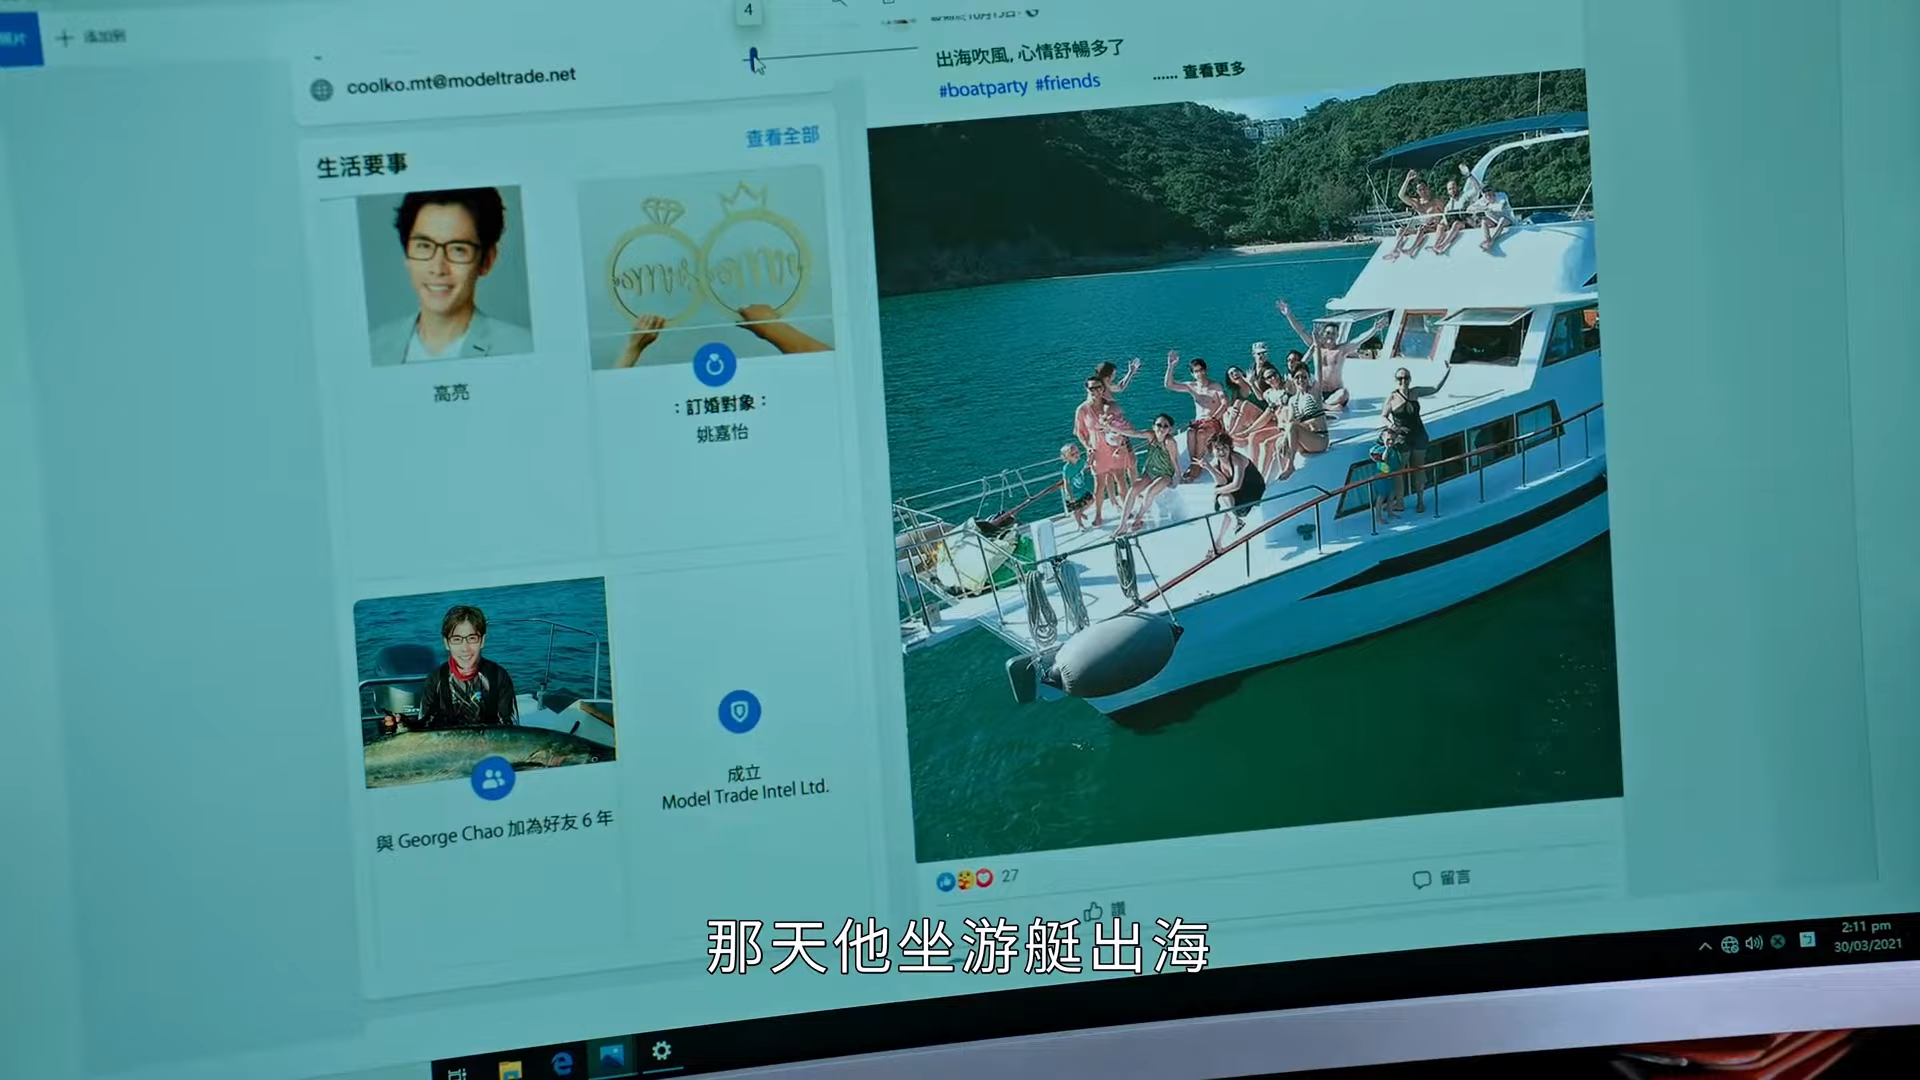 4
添加到
coolko.mt@modeltrade.net
出海吹風, 心情舒暢多了
#boatparty #friends
...... 查看更多
生活要事
查看全部
高亮
：訂婚對象：
姚嘉怡
與 George Chao 加為好友 6 年
成立
Model Trade Intel Ltd.
27
讚
留言
那天他坐游艇出海
2:11 pm
30/03/2021